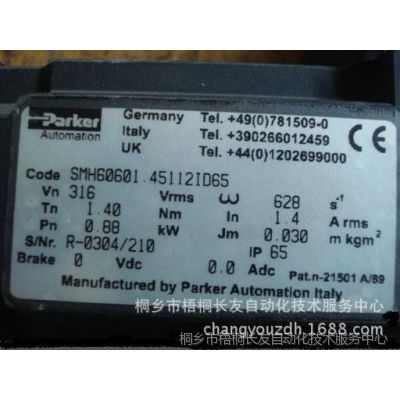 Parker
Automation
Germany Tel. +49(0)781509-0
Italy Tel. +390266012459
UK Tel. +44(0)1202699000
Code SMH60601.45112ID65
Vn 316 Vrms ω 628 s⁻¹
Tn 1.40 Nm In 1.4 A rms
Pn 0.88 kW Jm 0.030 m kgm²
S/Nr. R-0304/210 IP 65
Brake 0 Vdc 0.0 Adc Pat.n-21501 A/89
Manufactured by Parker Automation Italy
桐乡市梧桐长友自动化技术服务中心
changyouzdh.1688.com
桐乡市梧桐长友自动化技术服务中心